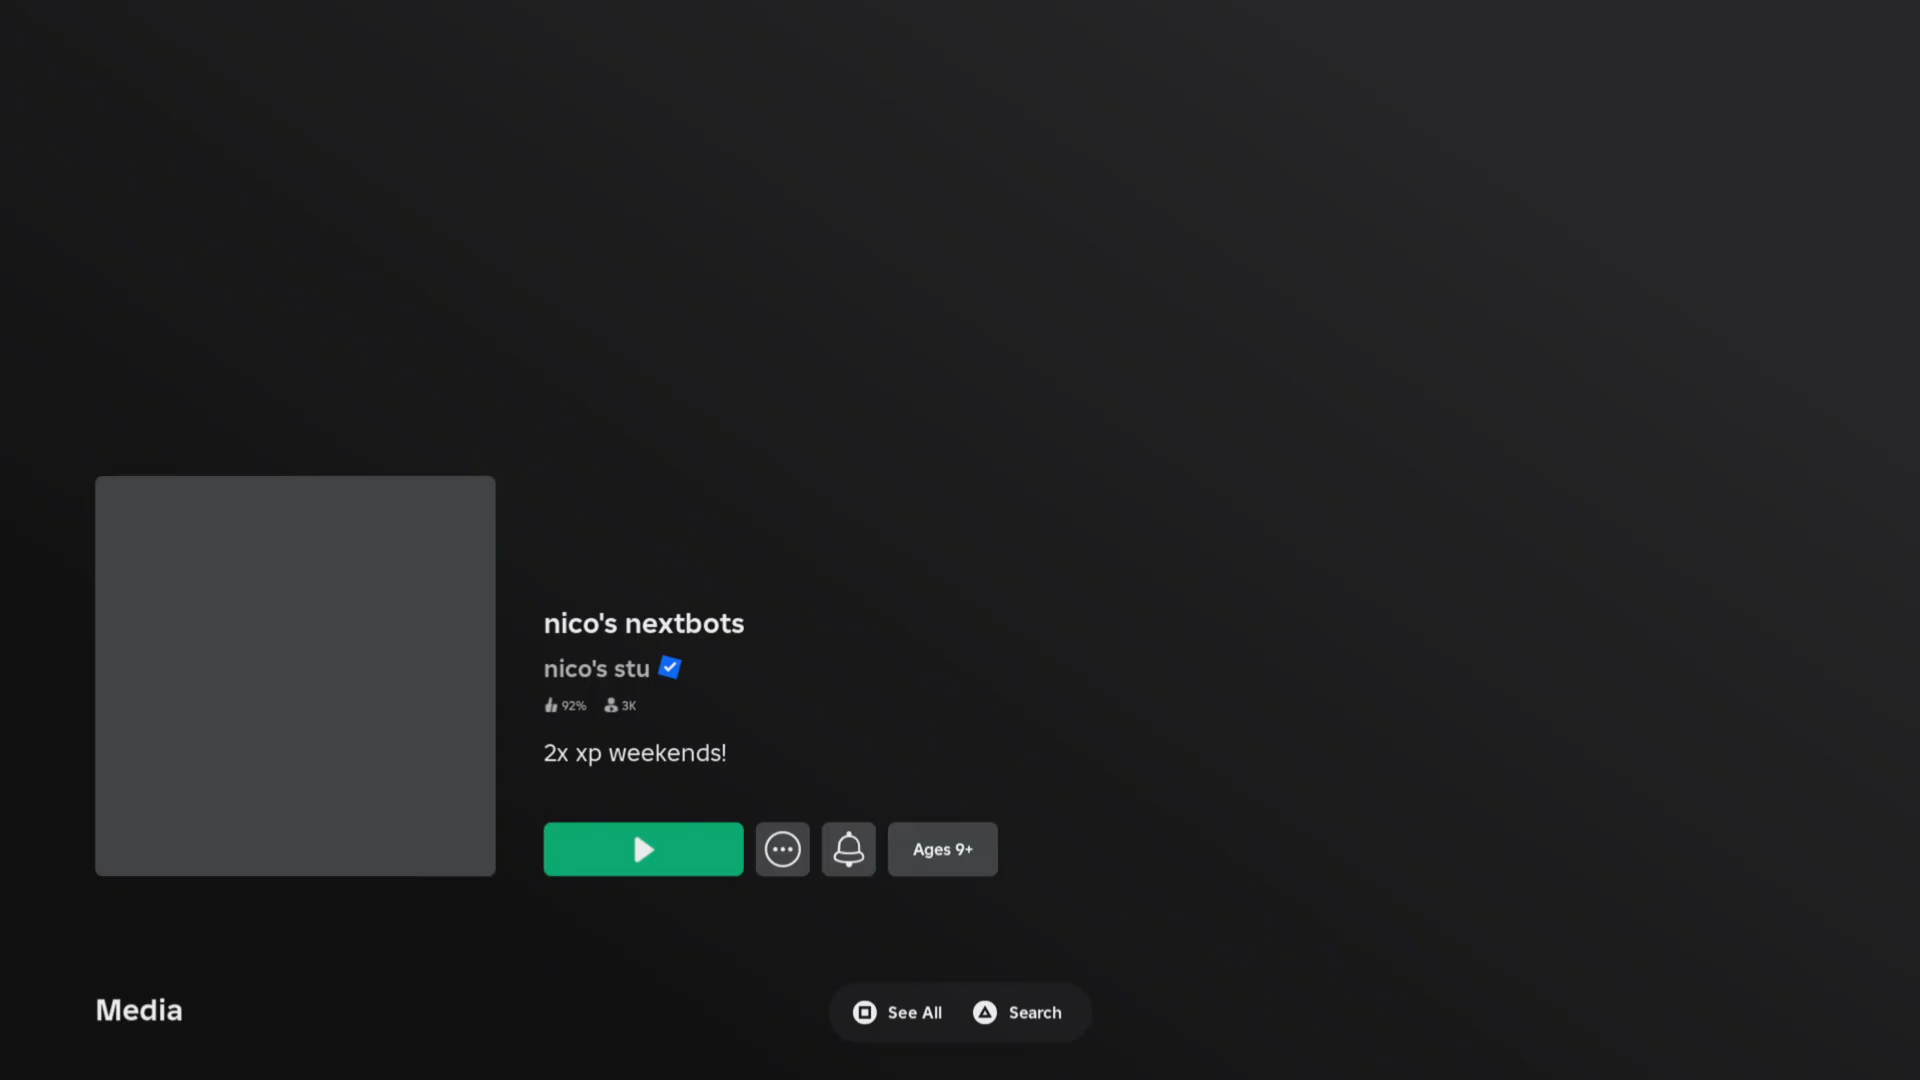 nico's nextbots
nico's stu
92% 3K
2x xp weekends!
Ages 9+
Media
See All Search